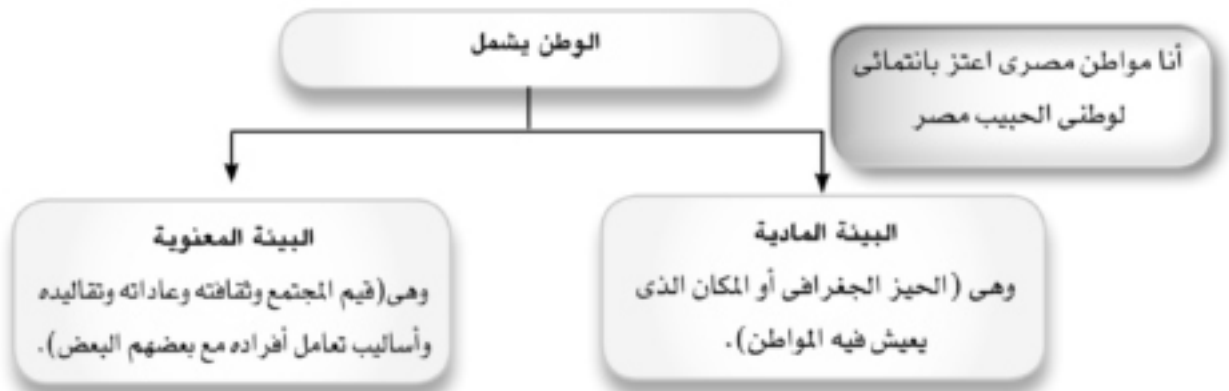 الوطن يشمل
أنا مواطن مصرى اعتز بانتمائى
لوطنى الحبيب مصر
البيئة المادية
وهى (الحيز الجغرافى أو المكان الذى
يعيش فيه المواطن).
البيئة المعنوية
وهى(قيم المجتمع وثقافته وعاداته وتقاليده
وأساليب تعامل أفراده مع بعضهم البعض).